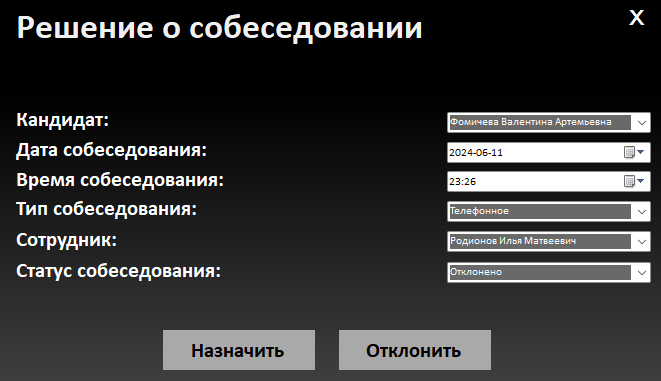 Решение о собеседовании X
Кандидат: Фомичева Валентина Артемьевна
Дата собеседования: 2024-06-11
Время собеседования: 23:26
Тип собеседования: Телефонное
Сотрудник: Родионов Илья Матвеевич
Статус собеседования: Отклонено
Назначить Отклонить